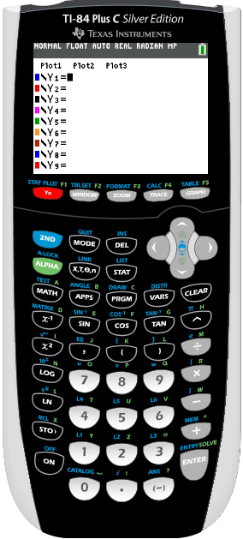 TI-84 Plus C Silver Edition
TEXAS INSTRUMENTS
NORMAL FLOAT AUTO REAL RADIAN MP
Plot1 Plot2 Plot3
\Y1=
\Y2=
\Y3=
\Y4=
\Y5=
\Y6=
\Y7=
\Y8=
\Y9=
STAT PLOT F1 TBLSET F2 FORMAT F3 CALC F4 TABLE F5
Y= WINDOW ZOOM TRACE GRAPH
QUIT INS
2ND MODE DEL
A-LOCK LINK LIST
ALPHA X,T,θ,n STAT
TEST A ANGLE B DRAW C DISTR
MATH APPS PRGM VARS CLEAR
MATRIX D SIN⁻¹ E COS⁻¹ F TAN⁻¹ G π H
x⁻¹ SIN COS TAN ^
√ I EE J { K } L e M
x² , ( ) ÷
10ˣ N u O v P w Q [ R
LOG 7 8 9 ×
eˣ S L4 T L5 U L6 V ] W
LN 4 5 6 −
RCL X L1 Y L2 Z L3 θ MEM "
STO› 1 2 3 +
OFF CATALOG i : ANS ? ENTRY SOLVE
ON 0 . (−) ENTER